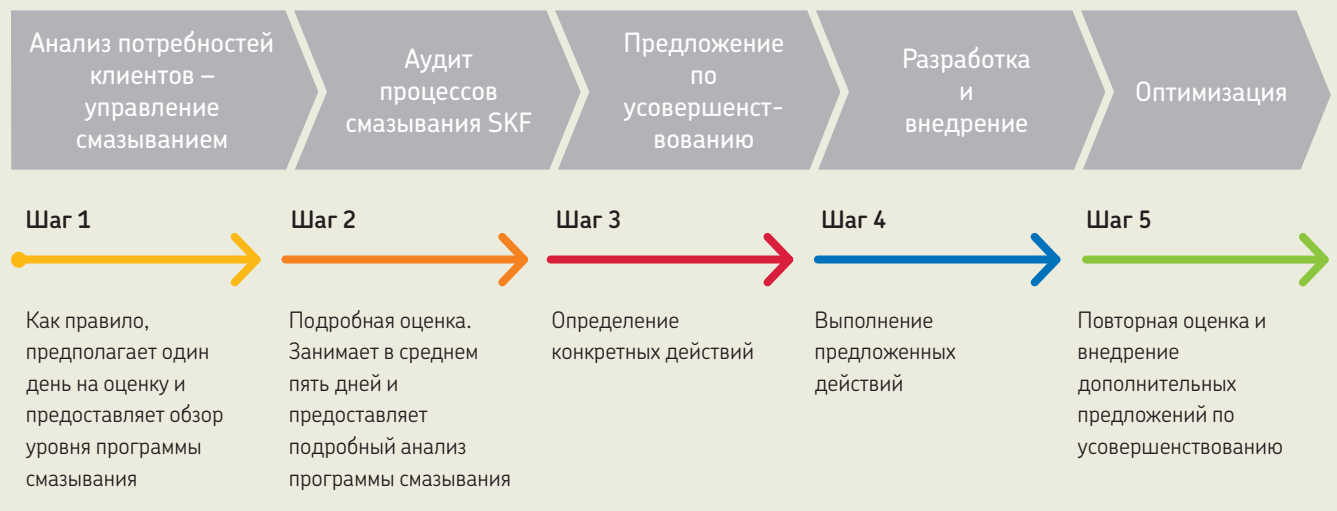 Анализ потребностей
клиентов –
управление
смазыванием
Аудит
процессов
смазывания SKF
Предложение
по
усовершенст-
вованию
Разработка
и
внедрение
Оптимизация
Шаг 1
Шаг 2
Шаг 3
Шаг 4
Шаг 5
Как правило,
предполагает один
день на оценку и
предоставляет обзор
уровня программы
смазывания
Подробная оценка.
Занимает в среднем
пять дней и
предоставляет
подробный анализ
программы смазывания
Определение
конкретных действий
Выполнение
предложенных
действий
Повторная оценка и
внедрение
дополнительных
предложений по
усовершенствованию